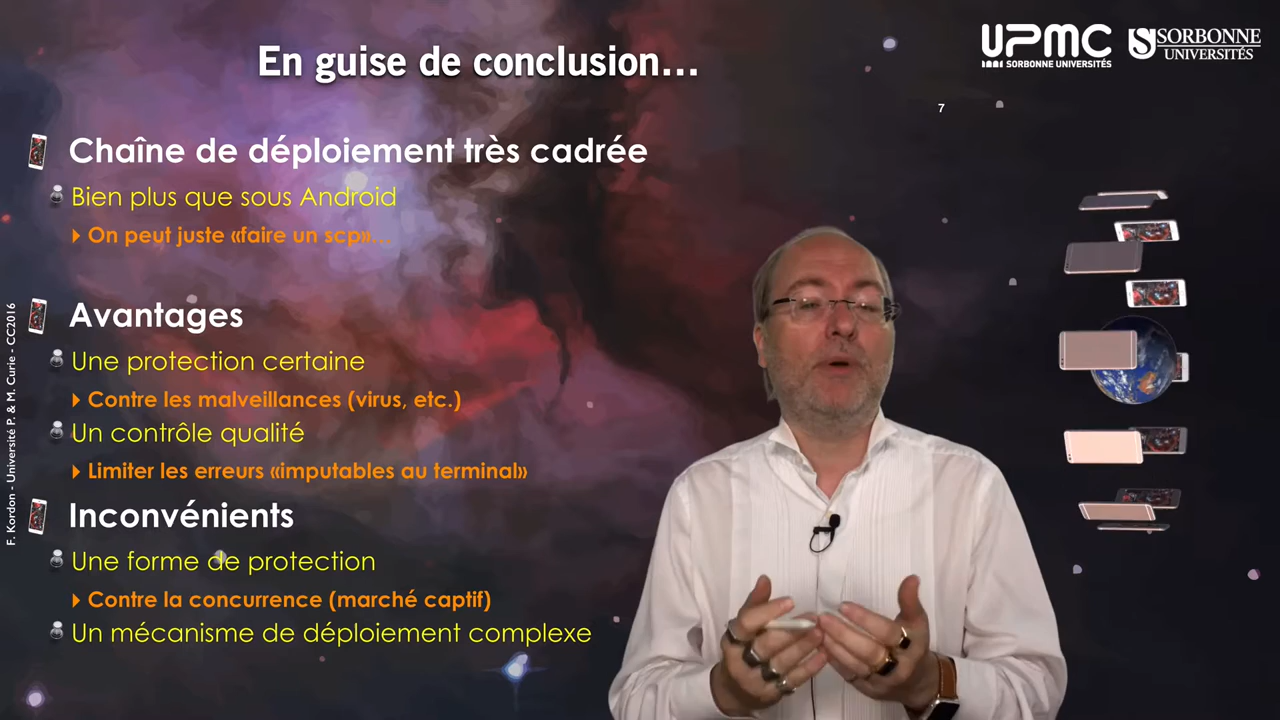 En guise de conclusion...
UPMC
SORBONNE UNIVERSITÉS
SORBONNE
UNIVERSITÉS
7
Chaîne de déploiement très cadrée
Bien plus que sous Android
On peut juste «faire un scp»...
Avantages
Une protection certaine
Contre les malveillances (virus, etc.)
Un contrôle qualité
Limiter les erreurs «imputables au terminal»
Inconvénients
Une forme de protection
Contre la concurrence (marché captif)
Un mécanisme de déploiement complexe
F. Kordon - Université P. & M. Curie - CC2016